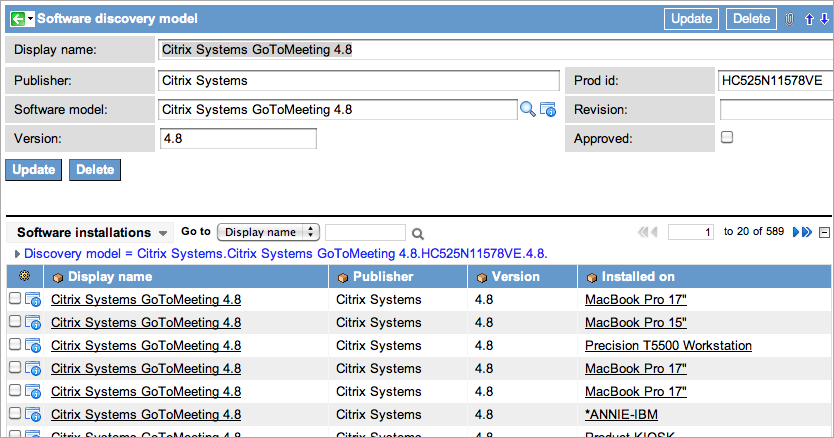 Software discovery model Update Delete
Display name: Citrix Systems GoToMeeting 4.8
Publisher: Citrix Systems Prod id: HC525N11578VE
Software model: Citrix Systems GoToMeeting 4.8 Revision:
Version: 4.8 Approved:
Update Delete
Software installations Go to Display name 1 to 20 of 589
Discovery model = Citrix Systems.Citrix Systems GoToMeeting 4.8.HC525N11578VE.4.8.
Display name Publisher Version Installed on
Citrix Systems GoToMeeting 4.8 Citrix Systems 4.8 MacBook Pro 17"
Citrix Systems GoToMeeting 4.8 Citrix Systems 4.8 MacBook Pro 15"
Citrix Systems GoToMeeting 4.8 Citrix Systems 4.8 Precision T5500 Workstation
Citrix Systems GoToMeeting 4.8 Citrix Systems 4.8 MacBook Pro 17"
Citrix Systems GoToMeeting 4.8 Citrix Systems 4.8 MacBook Pro 17"
Citrix Systems GoToMeeting 4.8 Citrix Systems 4.8 *ANNIE-IBM
Citrix Systems GoToMeeting 4.8 Citrix Systems 4.8 Product KIOSK